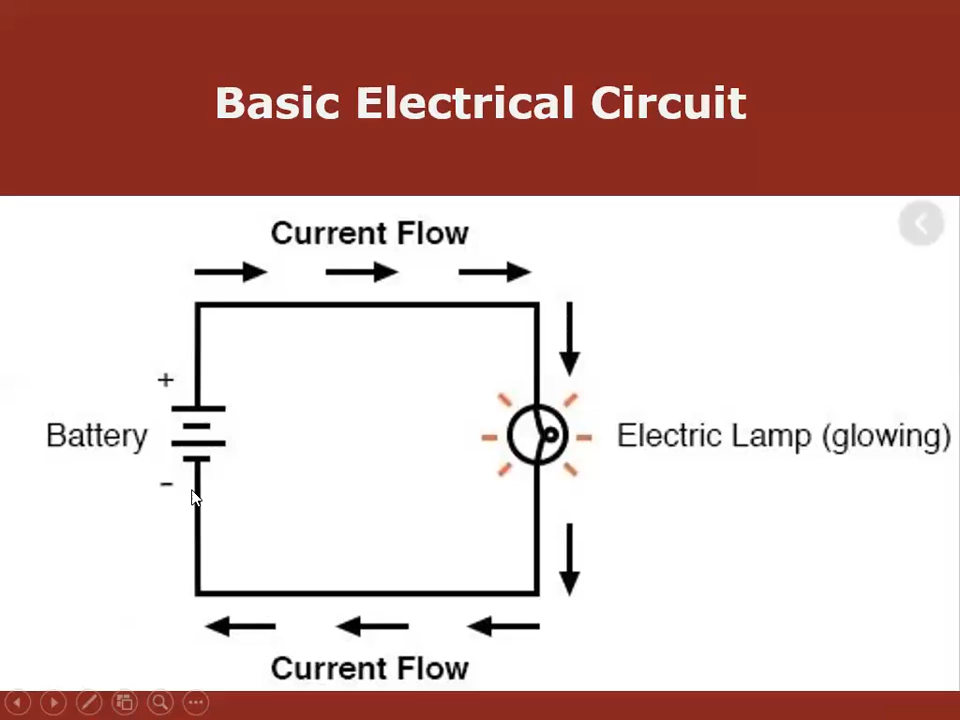 Basic Electrical Circuit
Current Flow
+
Battery
Electric Lamp (glowing)
-
Current Flow